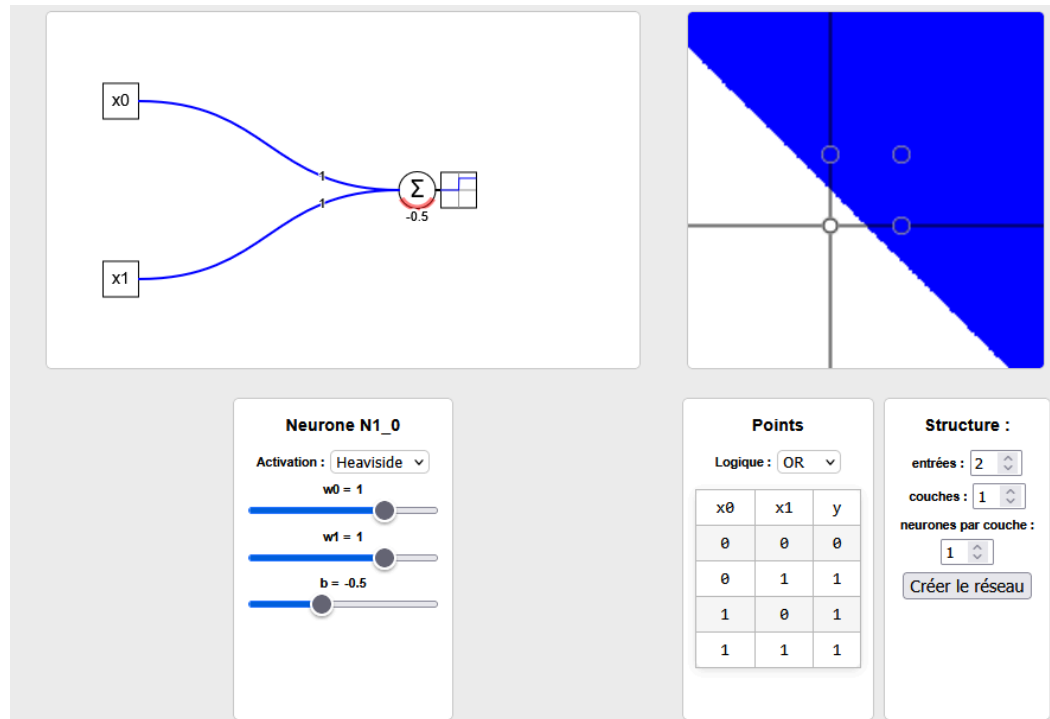 x0
1
Σ
1
-0.5
x1
Neurone N1_0
Activation : Heaviside
w0 = 1
w1 = 1
b = -0.5
Points
Logique : OR
x0 x1 y
0 0 0
0 1 1
1 0 1
1 1 1
Structure :
entrées : 2
couches : 1
neurones par couche :
1
Créer le réseau